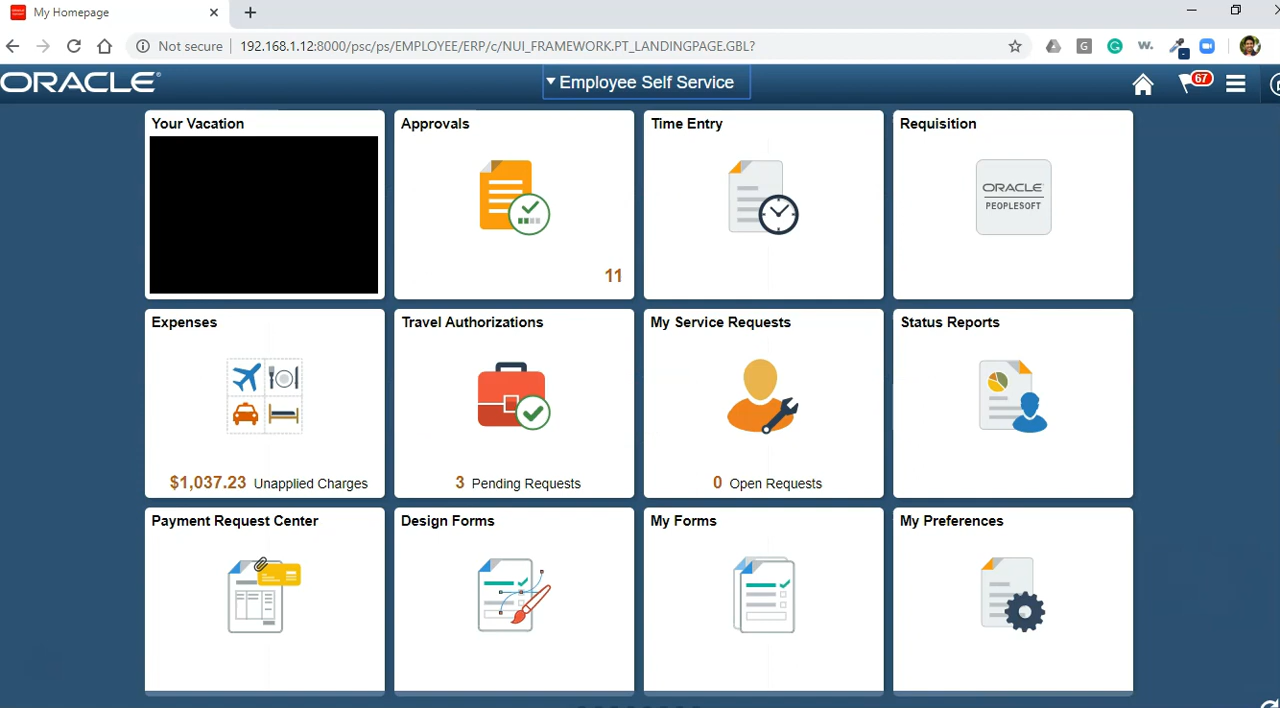 My Homepage
Not secure
192.168.1.12:8000/psc/ps/EMPLOYEE/ERP/c/NUI_FRAMEWORK.PT_LANDINGPAGE.GBL?
G
G
W.
ORACLE®
Employee Self Service
67
Your Vacation
Approvals
Time Entry
Requisition
ORACLE
PEOPLESOFT
11
Expenses
Travel Authorizations
My Service Requests
Status Reports
$1,037.23 Unapplied Charges
3 Pending Requests
0 Open Requests
Payment Request Center
Design Forms
My Forms
My Preferences